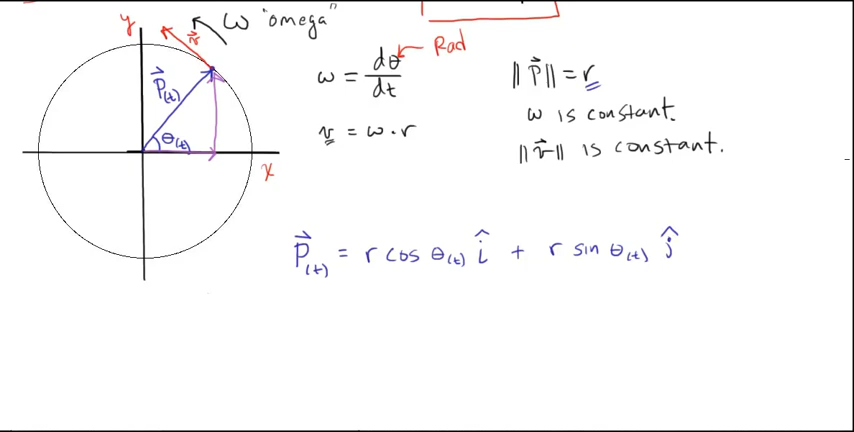 y
ω "omega"
v⃗
P⃗(t)
θ(t)
x
ω = dθ/dt
Rad
v = ω · r
‖P⃗‖ = r
ω is constant.
‖v⃗‖ is constant.
P⃗(t) = r cos θ(t) î + r sin θ(t) ĵ